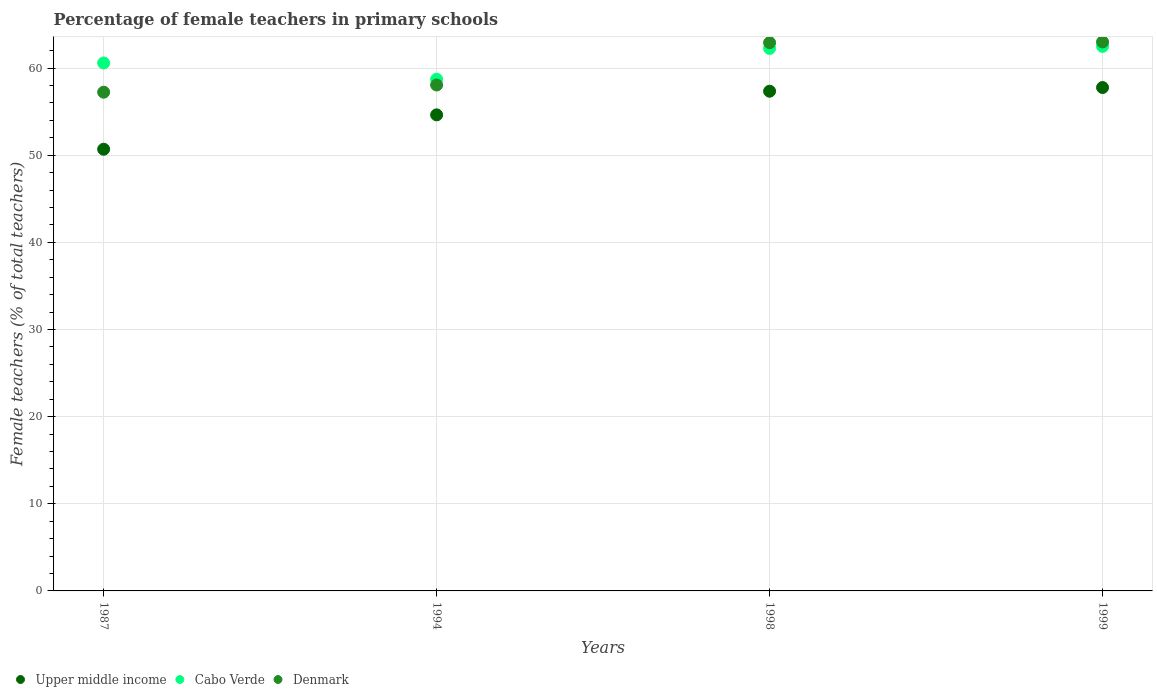 Percentage of female teachers in primary schools
Female teachers (% of total teachers)
60
50
40
30
20
10
0
1987
1994
1998
1999
Years
Upper middle income
Cabo Verde
Denmark